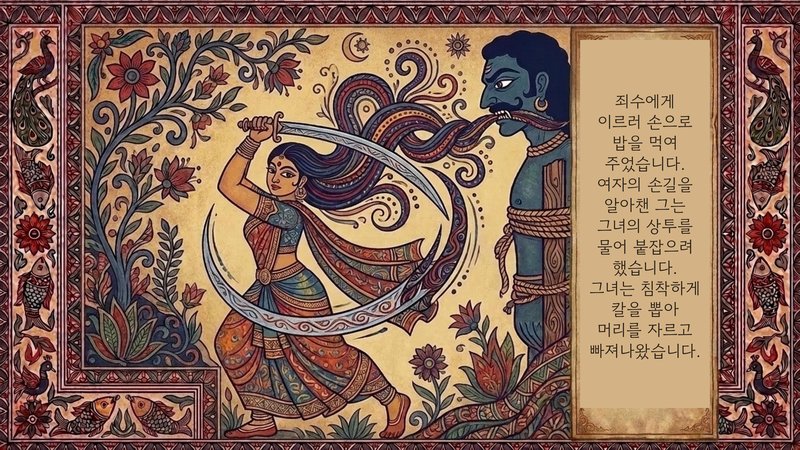 죄수에게
이르러 손으로
밥을 먹여
주었습니다.
여자의 손길을
알아챈 그는
그녀의 상투를
물어 붙잡으려
했습니다.
그녀는 침착하게
칼을 뽑아
머리를 자르고
빠져나왔습니다.